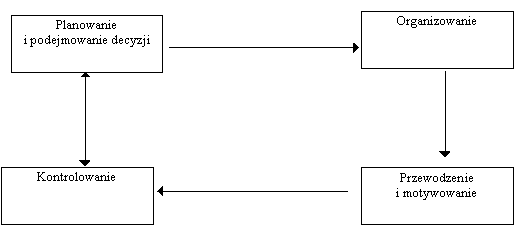 Planowanie
i podejmowanie decyzji
Organizowanie
Kontrolowanie
Przewodzenie
i motywowanie